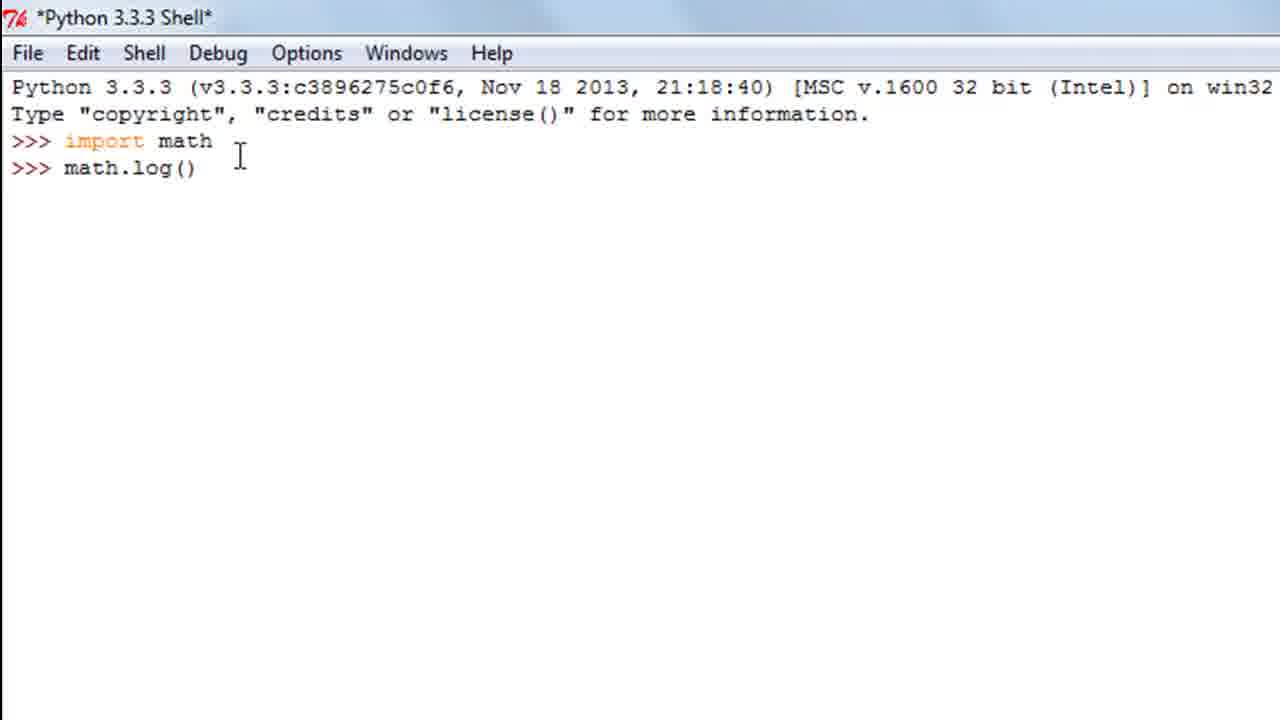 *Python 3.3.3 Shell*
File Edit Shell Debug Options Windows Help
Python 3.3.3 (v3.3.3:c3896275c0f6, Nov 18 2013, 21:18:40) [MSC v.1600 32 bit (Intel)] on win32
Type "copyright", "credits" or "license()" for more information.
>>> import math
>>> math.log()